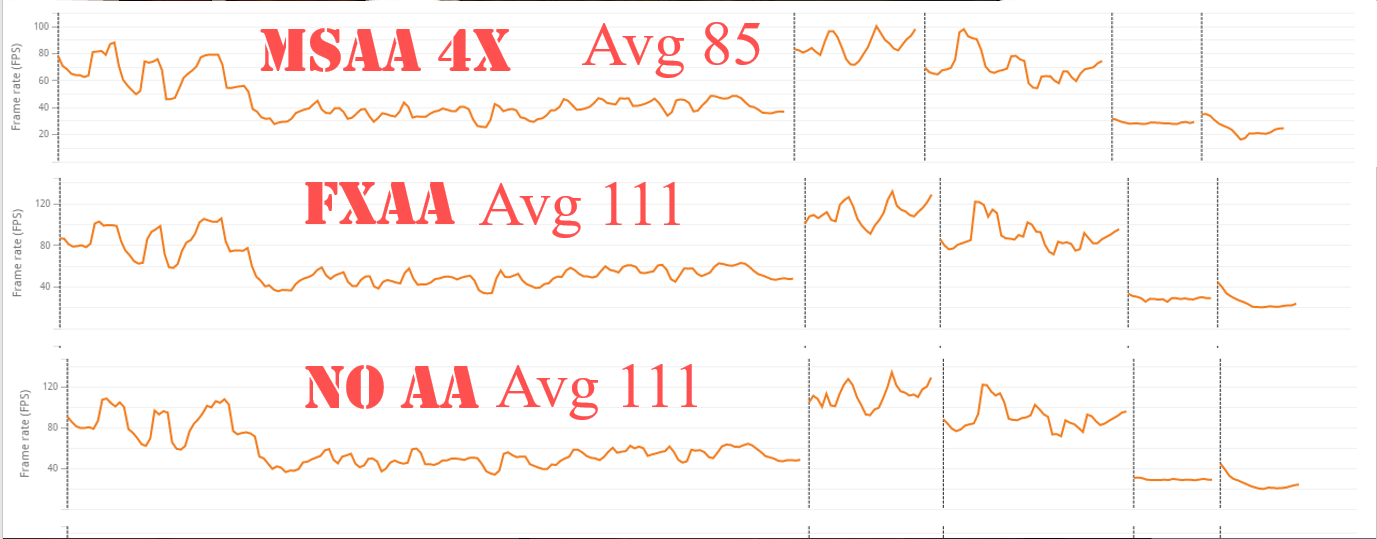 MSAA 4X Avg 85
Frame rate (FPS)
100
80
60
40
20
FXAA Avg 111
Frame rate (FPS)
120
80
40
NO AA Avg 111
Frame rate (FPS)
120
80
40